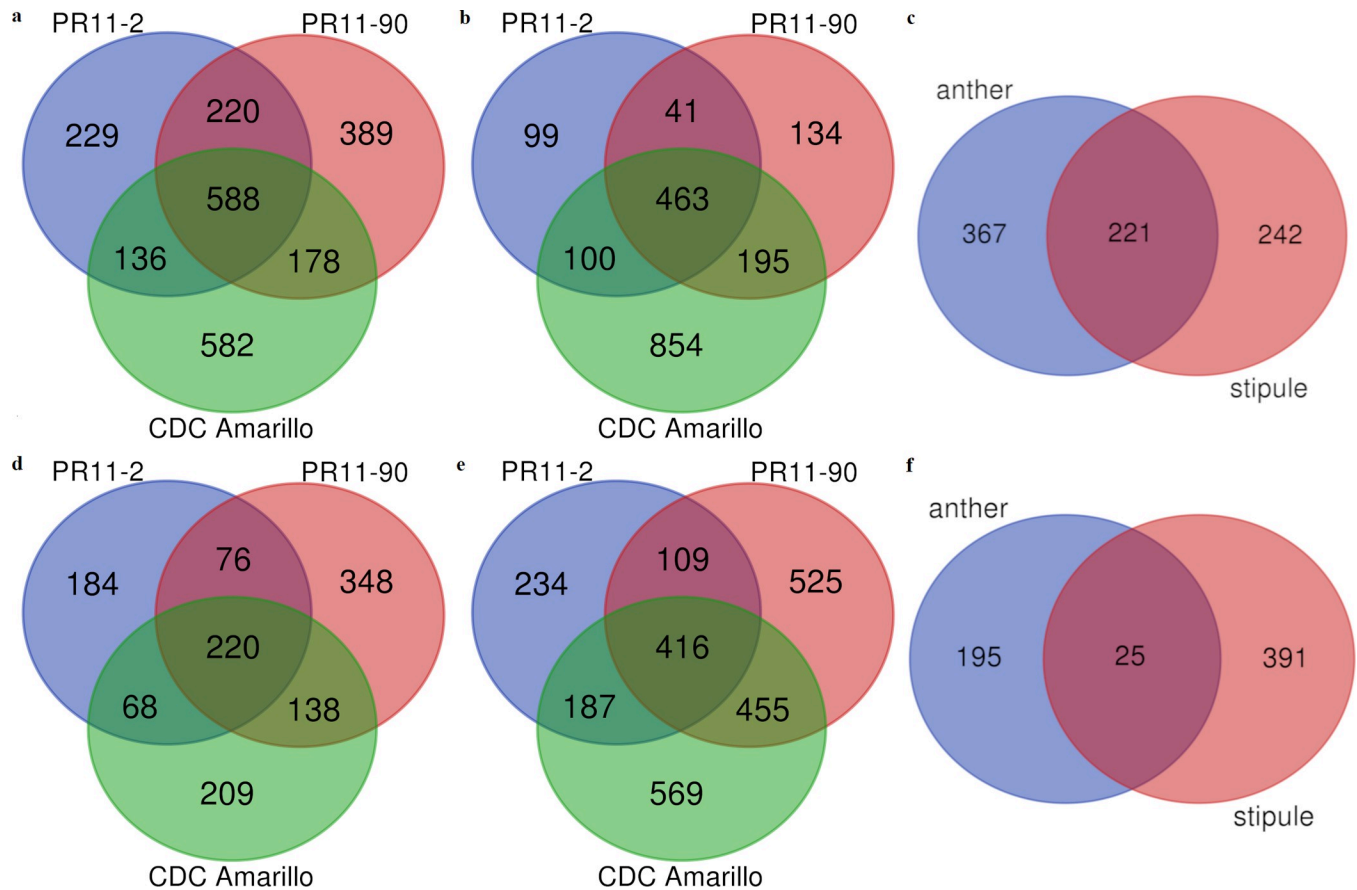 a
PR11-2
PR11-90
229
220
389
588
136
178
582
CDC Amarillo
b
PR11-2
PR11-90
99
41
134
463
100
195
854
CDC Amarillo
c
anther
367
221
242
stipule
d
PR11-2
PR11-90
184
76
348
220
68
138
209
CDC Amarillo
e
PR11-2
PR11-90
234
109
525
416
187
455
569
CDC Amarillo
f
anther
195
25
391
stipule